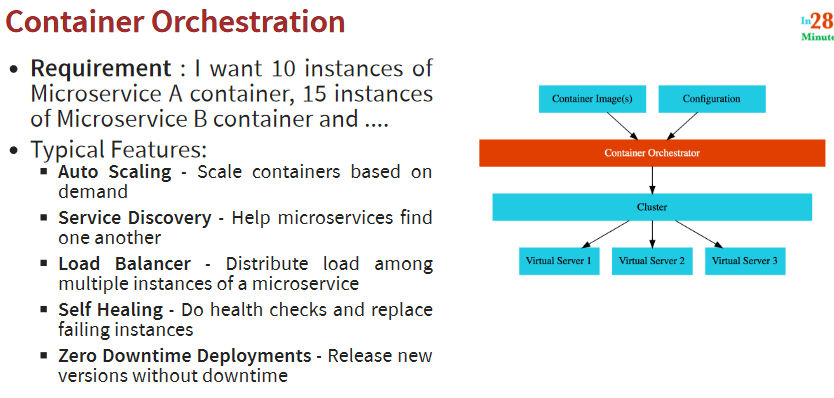 Container Orchestration
In28
Minute
Requirement : I want 10 instances of
Microservice A container, 15 instances
of Microservice B container and ....
Typical Features:
Auto Scaling - Scale containers based on
demand
Service Discovery - Help microservices find
one another
Load Balancer - Distribute load among
multiple instances of a microservice
Self Healing - Do health checks and replace
failing instances
Zero Downtime Deployments - Release new
versions without downtime
Container Image(s)
Configuration
Container Orchestrator
Cluster
Virtual Server 1
Virtual Server 2
Virtual Server 3